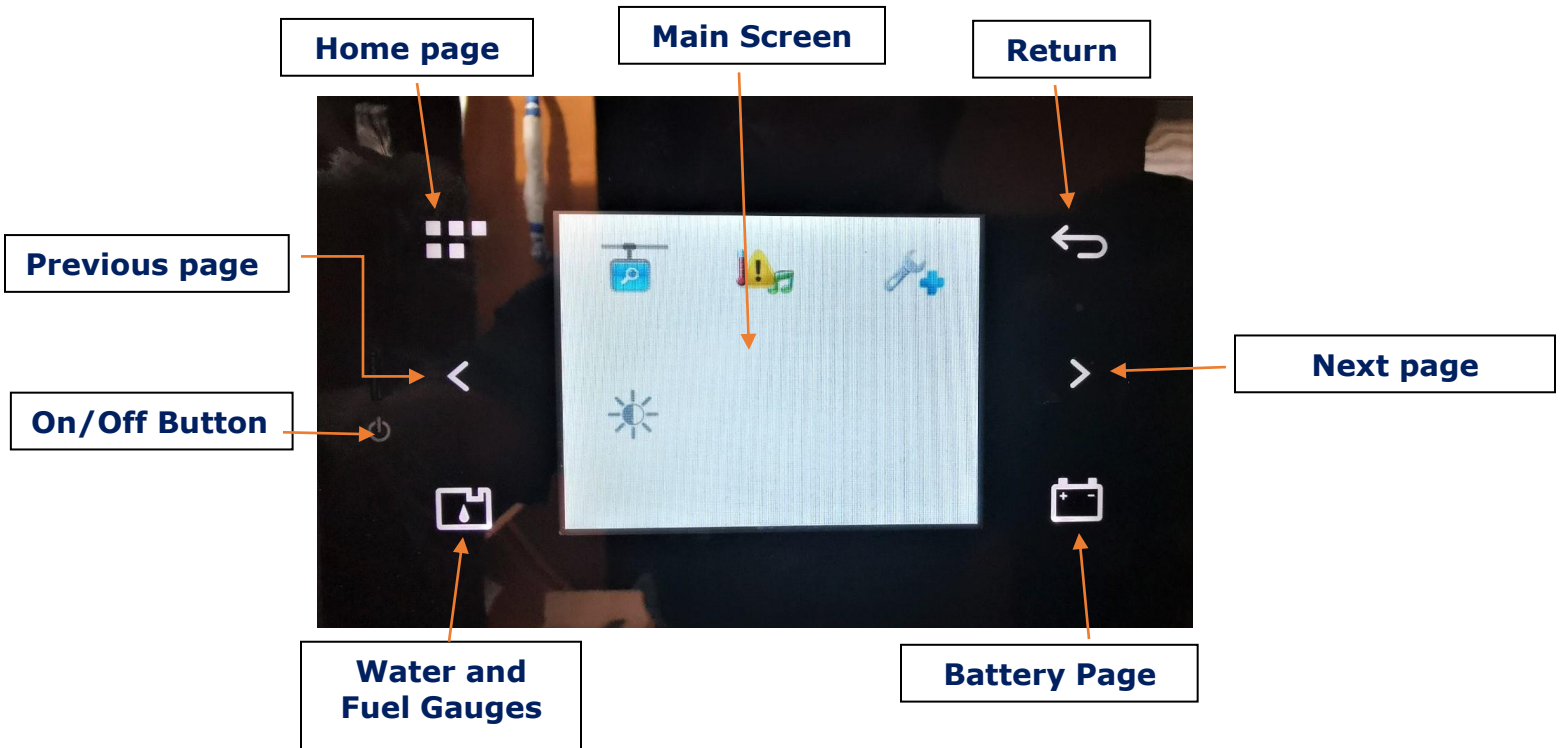 Home page
Main Screen
Return
Previous page
Next page
On/Off Button
Water and
Fuel Gauges
Battery Page